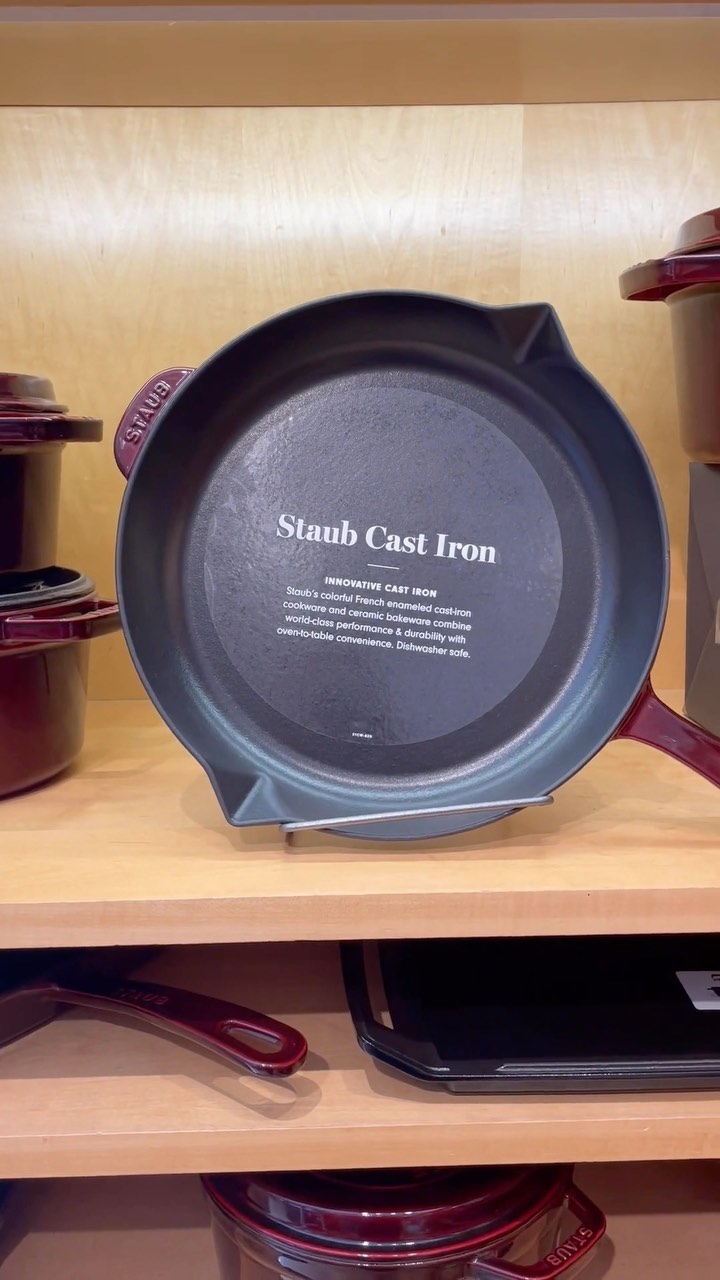 STAUB
Staub Cast Iron
INNOVATIVE CAST IRON
Staub's colorful French enameled cast-iron
cookware and ceramic bakeware combine
world-class performance & durability with
oven-to-table convenience. Dishwasher safe.
STAUB
STAUB